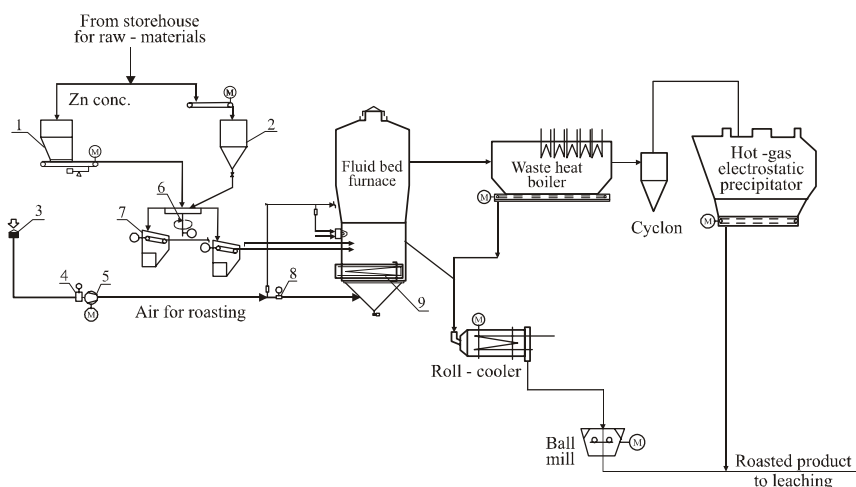 From storehouse
for raw - materials
Zn conc.
M
1
M
2
M
6
7
3
4
5
M
Air for roasting
8
9
Fluid bed
furnace
Waste heat
boiler
M
Cyclon
Hot -gas
electrostatic
precipitator
M
M
Roll - cooler
Ball
mill
M
Roasted product
to leaching